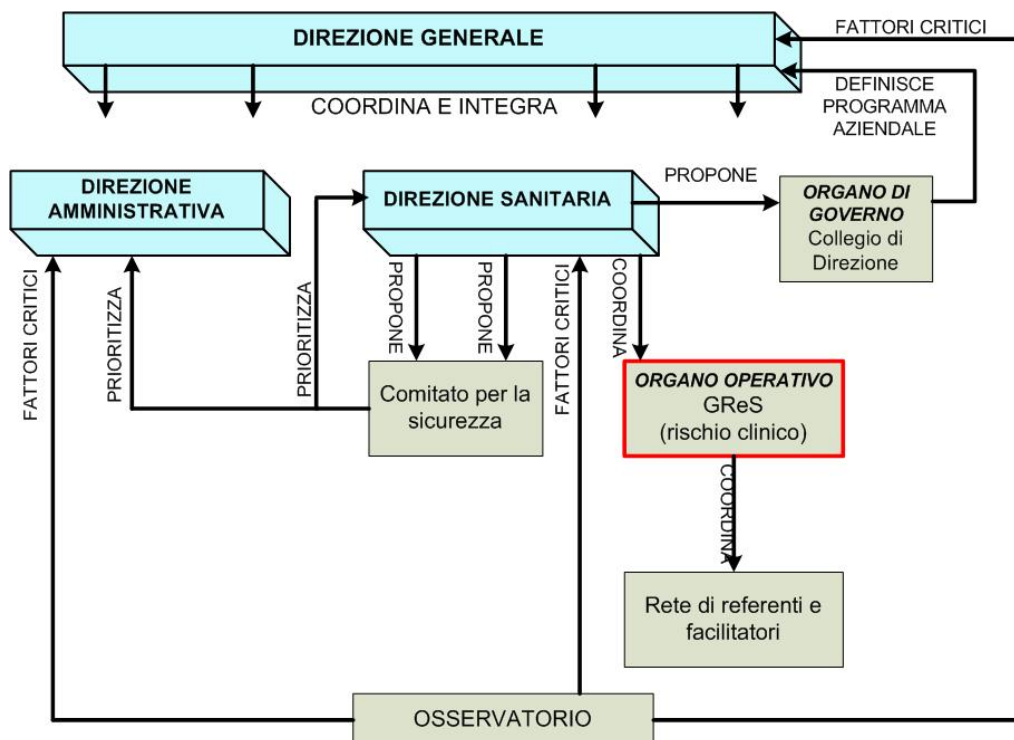 DIREZIONE GENERALE
FATTORI CRITICI
COORDINA E INTEGRA
DEFINISCE
PROGRAMMA
AZIENDALE
DIREZIONE
AMMINISTRATIVA
DIREZIONE SANITARIA
PROPONE
ORGANO DI
GOVERNO
Collegio di
Direzione
FATTORI CRITICI
PRIORITIZZA
PRIORITIZZA
PROPONE
PROPONE
FATTORI CRITICI
COORDINA
Comitato per la
sicurezza
ORGANO OPERATIVO
GReS
(rischio clinico)
COORDINA
Rete di referenti e
facilitatori
OSSERVATORIO